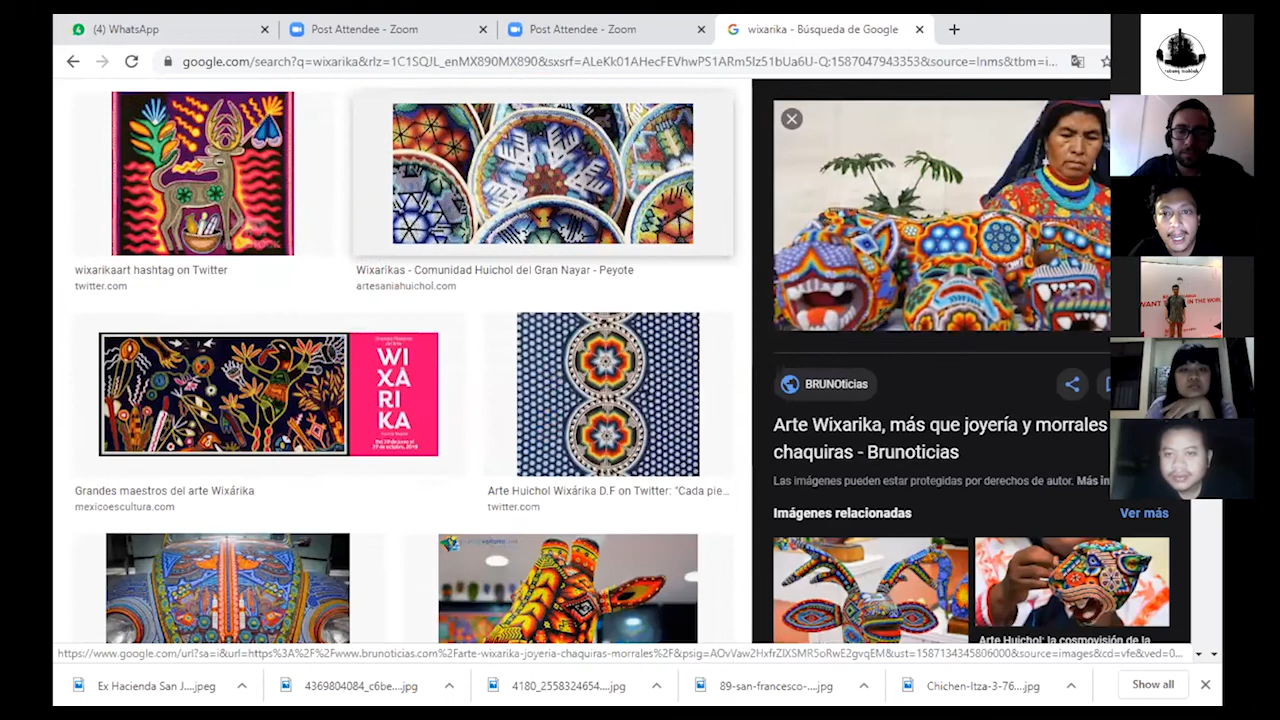 (4) WhatsApp
Post Attendee - Zoom
Post Attendee - Zoom
wixarika - Búsqueda de Google
google.com/search?q=wixarika&rlz=1C1SQJL_enMX890MX890&sxsrf=ALeKk01AHecFEVhwPS1ARm5Iz51bUa6U-Q:1587047943353&source=lnms&tbm=i...
wixarikaart hashtag on Twitter
twitter.com
Wixarikas - Comunidad Huichol del Gran Nayar - Peyote
artesaniahuichol.com
WI
XÁ
RI
KA
Grandes maestros del arte Wixárika
mexicoescultura.com
Arte Huichol Wixárika D.F on Twitter: "Cada pie...
twitter.com
BRUNOticias
Arte Wixarika, más que joyería y morrales
chaquiras - Brunoticias
Las imágenes pueden estar protegidas por derechos de autor. Más in
Imágenes relacionadas
Ver más
Arte Huichol: la cosmovisión de la
WANT
IN THE WOR
https://www.google.com/url?sa=i&url=https%3A%2F%2Fwww.brunoticias.com%2Farte-wixarika-joyeria-chaquiras-morrales%2F&psig=AOvVaw2HxfrZIXSMR5oRwE2gvqEM&ust=1587134345806000&source=images&cd=vfe&ved=0...
Ex Hacienda San J....jpeg
4369804084_c6be....jpg
4180_2558324654....jpg
89-san-francesco-....jpg
Chichen-Itza-3-76....jpg
Show all